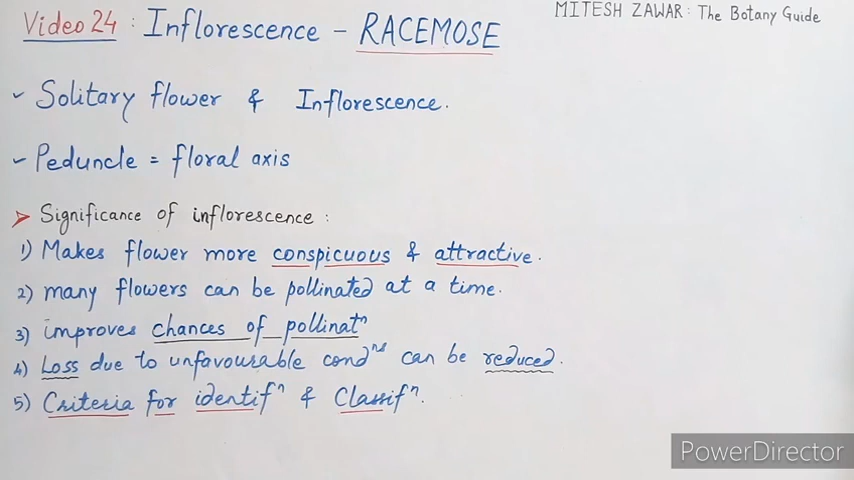 Video 24 : Inflorescence - RACEMOSE
MITESH ZAWAR: The Botany Guide
✓ Solitary flower & Inflorescence.
✓ Peduncle = floral axis
➢ Significance of inflorescence :
1) Makes flower more conspicuous & attractive.
2) many flowers can be pollinated at a time.
3) improves chances of pollinatⁿ
4) Loss due to unfavourable condⁿˢ can be reduced.
5) Criteria for identifⁿ & Classifⁿ.
PowerDirector